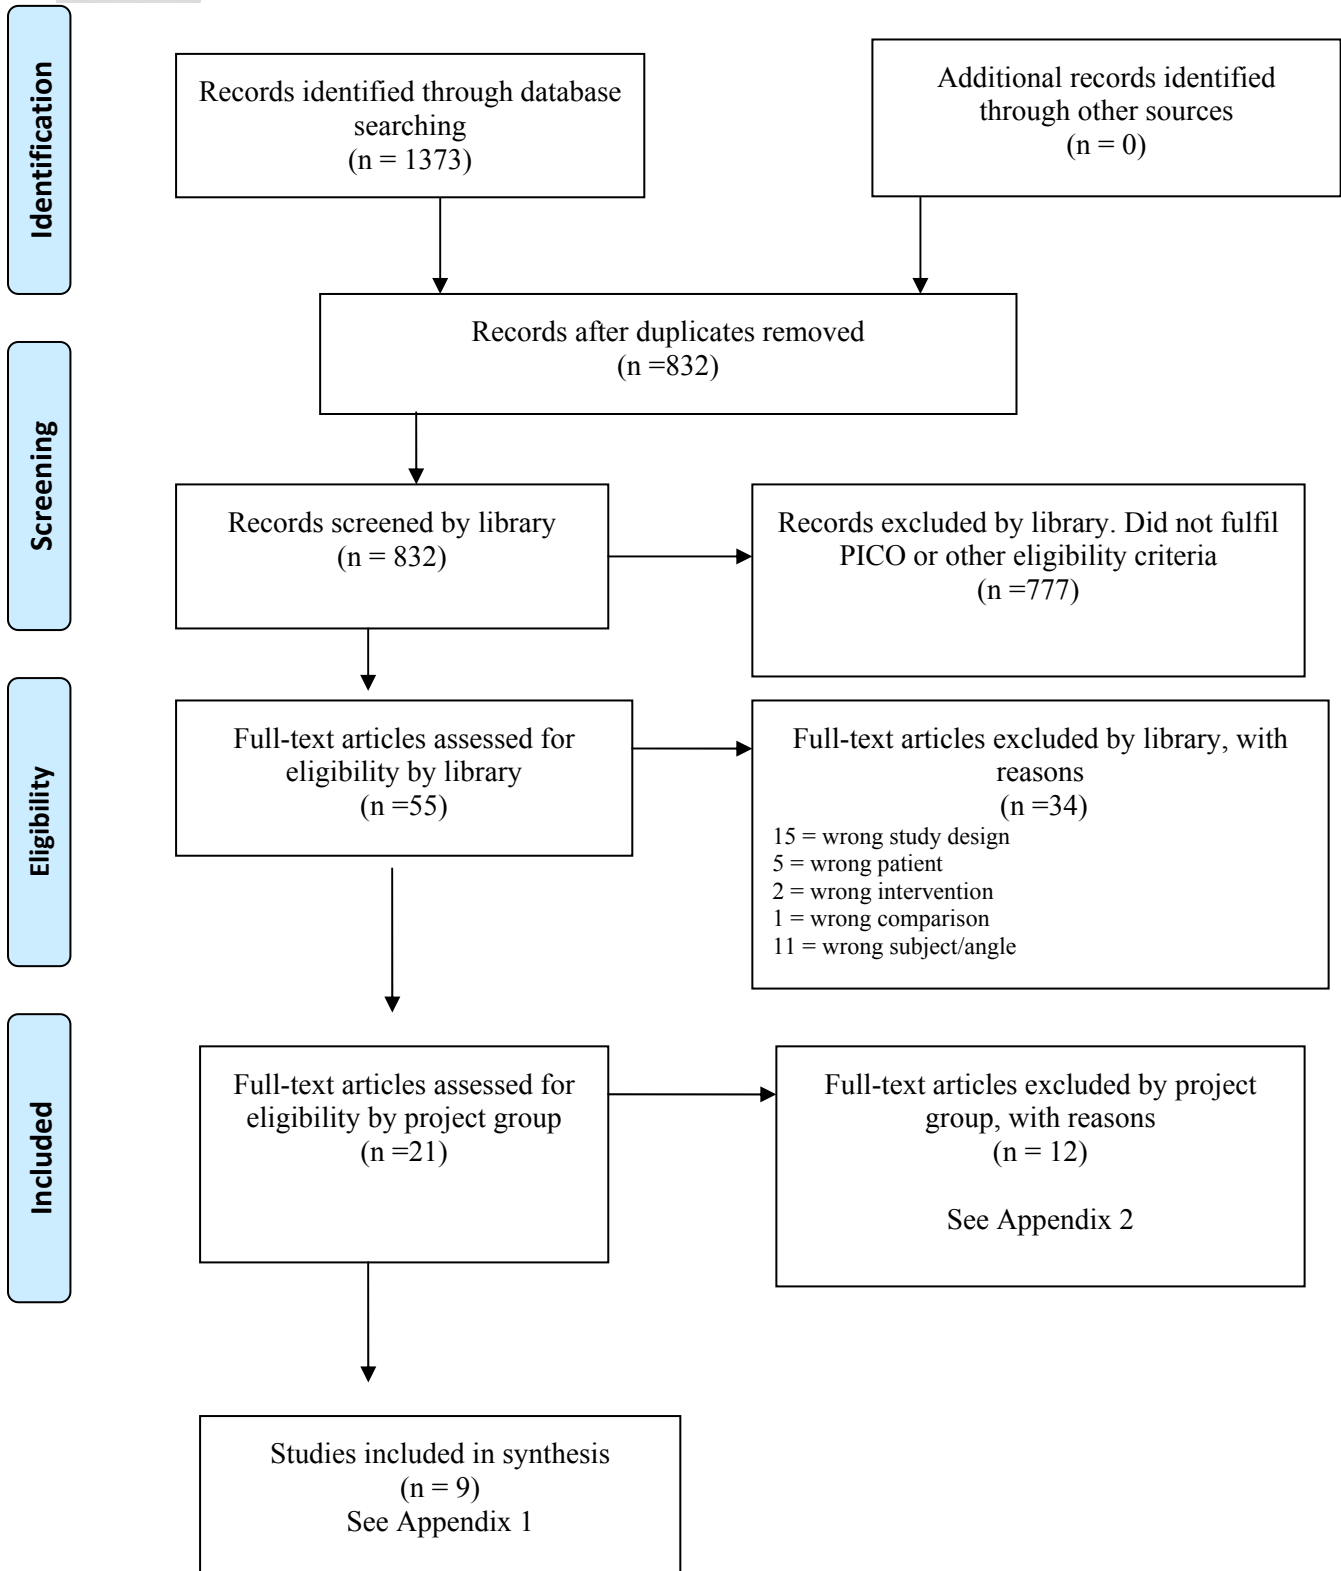 Identification
Records identified through database
searching
(n = 1373)
Additional records identified
through other sources
(n = 0)
Records after duplicates removed
(n =832)
Screening
Records screened by library
(n = 832)
Records excluded by library. Did not fulfil
PICO or other eligibility criteria
(n =777)
Eligibility
Full-text articles assessed for
eligibility by library
(n =55)
Full-text articles excluded by library, with
reasons
(n =34)
15 = wrong study design
5 = wrong patient
2 = wrong intervention
1 = wrong comparison
11 = wrong subject/angle
Included
Full-text articles assessed for
eligibility by project group
(n =21)
Full-text articles excluded by project
group, with reasons
(n = 12)
See Appendix 2
Studies included in synthesis
(n = 9)
See Appendix 1